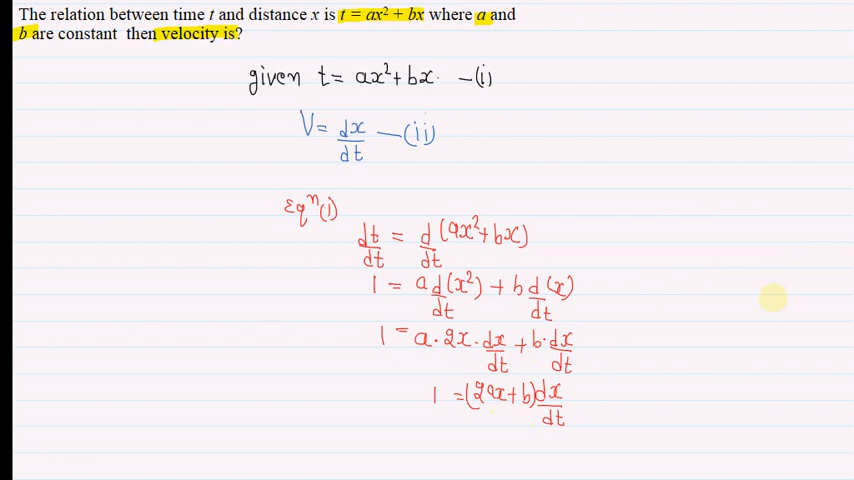 The relation between time t and distance x is t = ax² + bx where a and
b are constant then velocity is?
given t = ax² + bx. –(i)
V = dx/dt —(ii)
Eqⁿ(i)
dt/dt = d/dt (ax² + bx)
1 = a d/dt (x²) + b d/dt (x)
1 = a · 2x · dx/dt + b · dx/dt
1 = (2ax + b) dx/dt